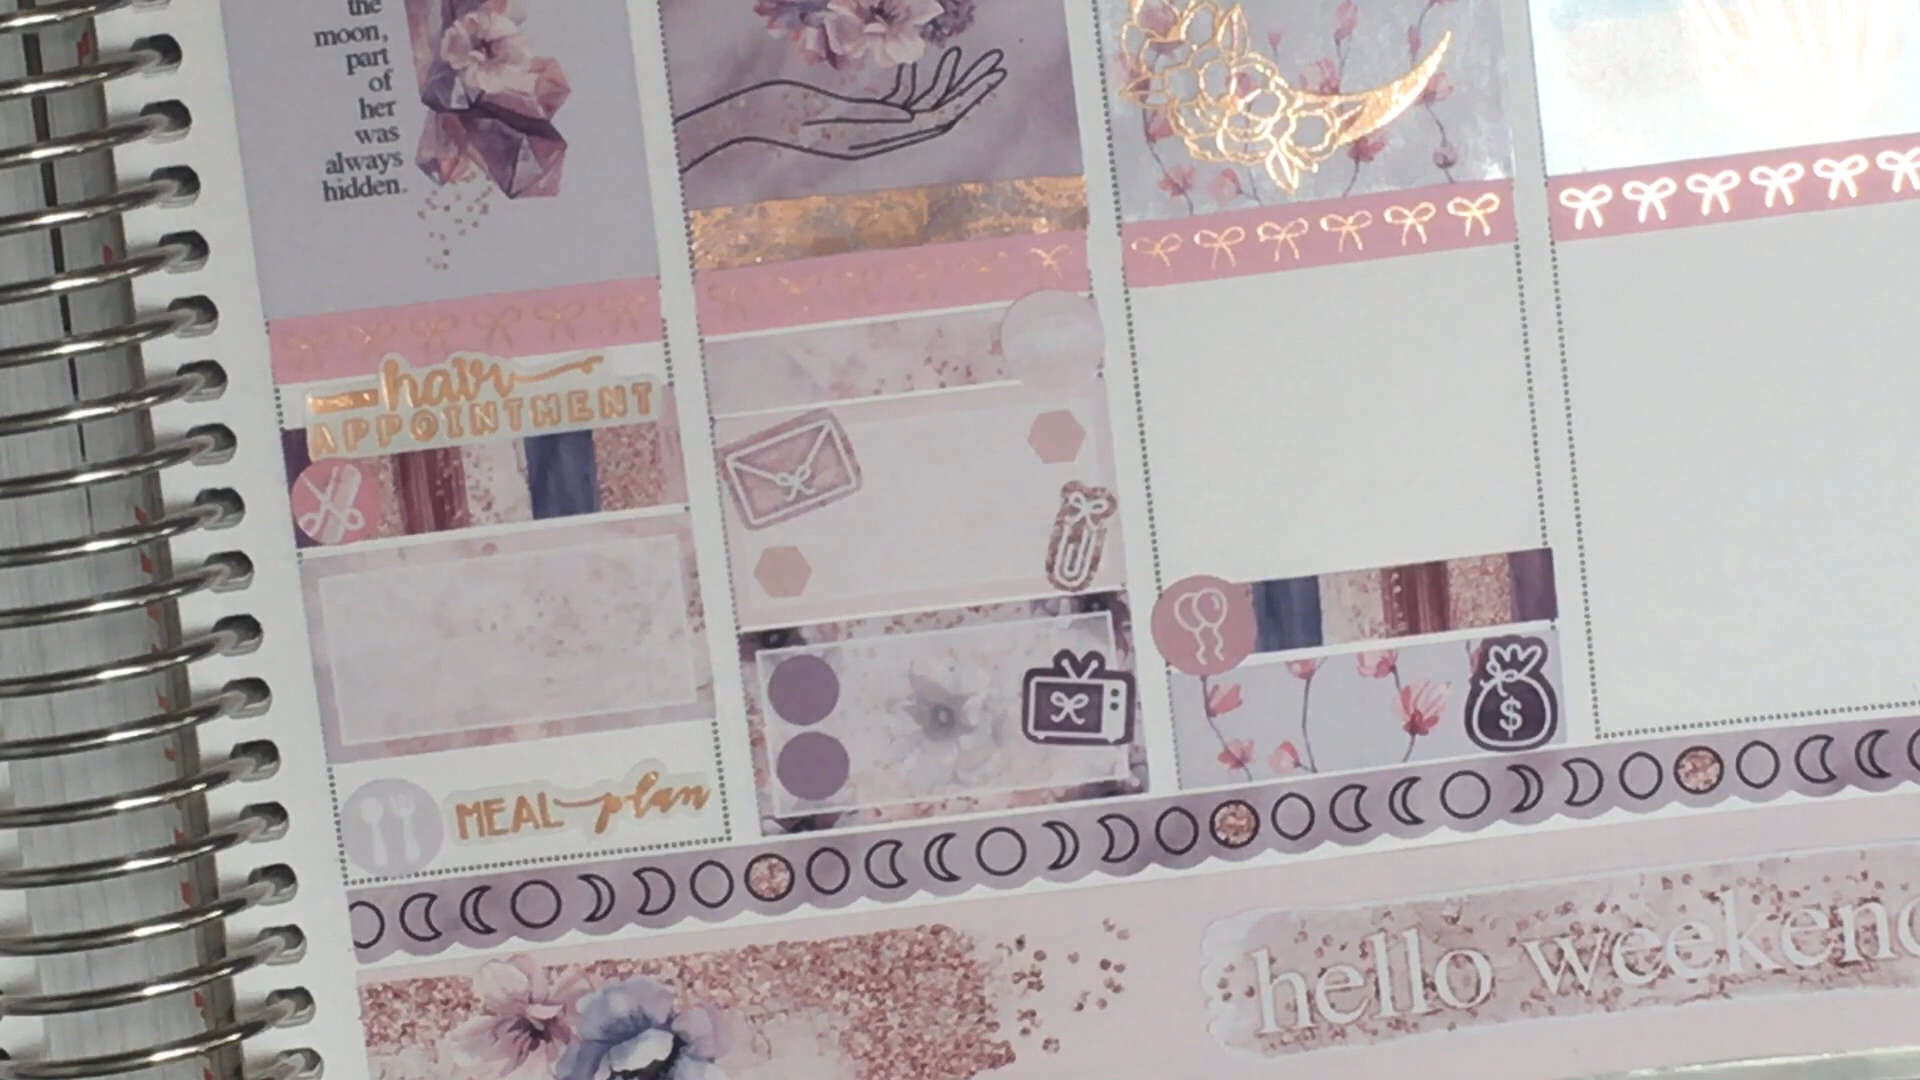 the
moon,
part
of
her
was
always
hidden.
hair
APPOINTMENT
MEAL plan
$
hello weekend